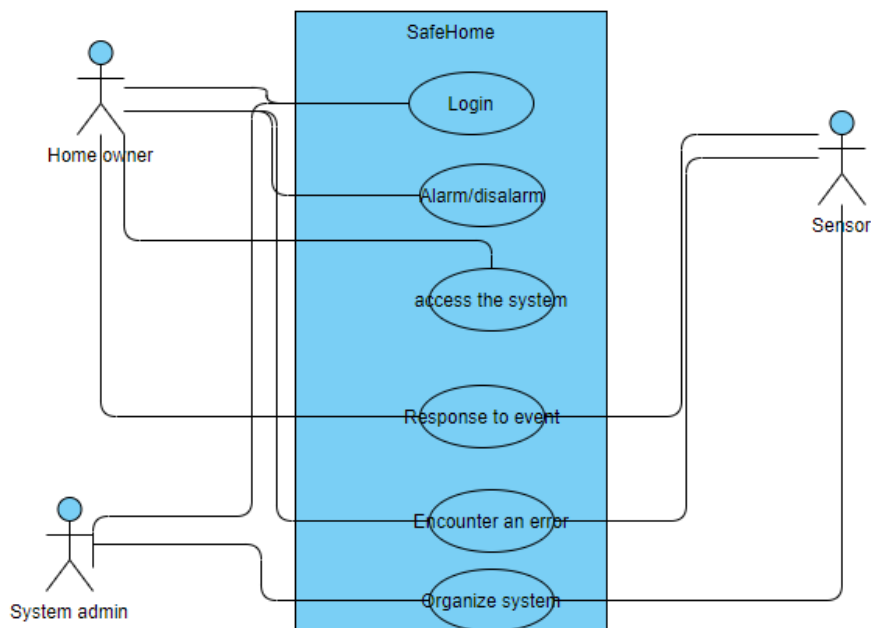 SafeHome
Login
Home owner
Alarm/disalarm
Sensor
access the system
Response to event
Encounter an error
Organize system
System admin